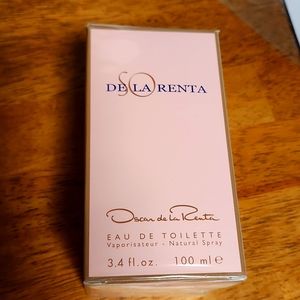 SO
DE LA RENTA
Oscar de la Renta
EAU DE TOILETTE
Vaporisateur - Natural Spray
3.4 fl.oz. 100 ml e